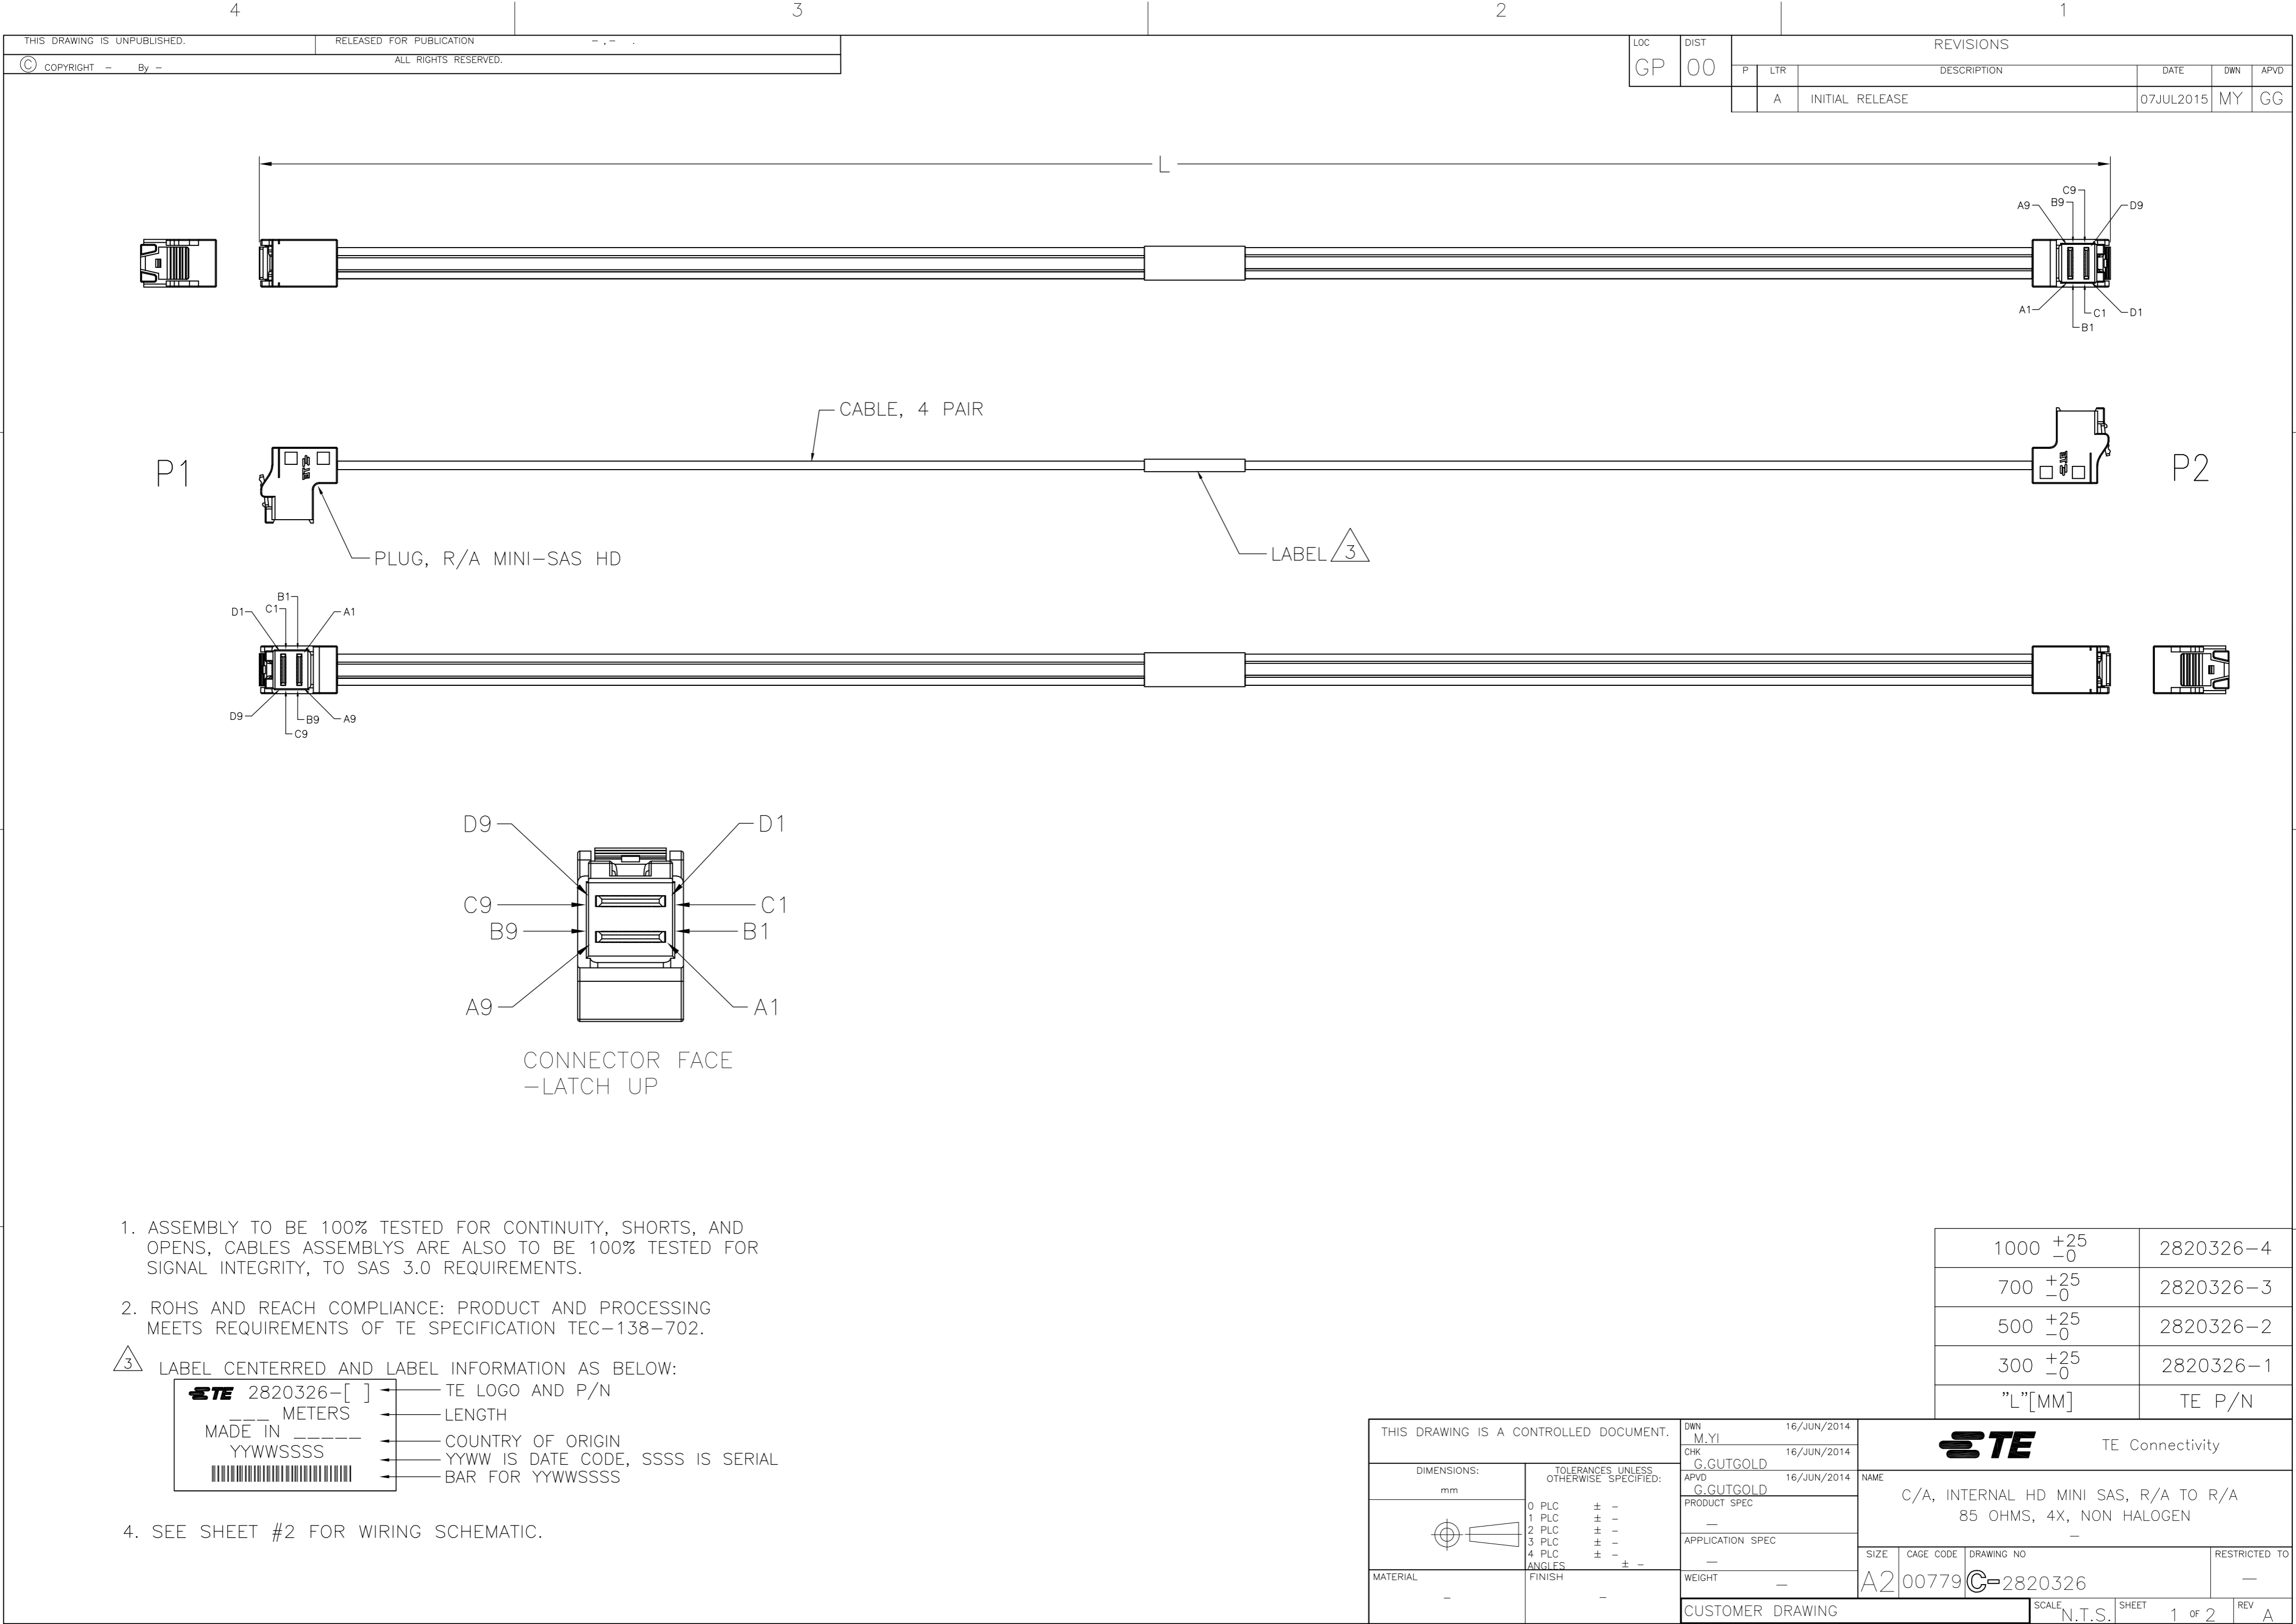 4 3 2 1
THIS DRAWING IS UNPUBLISHED. RELEASED FOR PUBLICATION - .- .
© COPYRIGHT - By - ALL RIGHTS RESERVED.
LOC DIST REVISIONS
GP 00
P LTR DESCRIPTION DATE DWN APVD
A INITIAL RELEASE 07JUL2015 MY GG
L
C9
A9 B9 D9
A1 C1 D1
B1
CABLE, 4 PAIR
P1 P2
PLUG, R/A MINI-SAS HD
LABEL 3
B1
D1 C1 A1
D9 B9 A9
C9
D9 D1
C9 C1
B9 B1
A9 A1
CONNECTOR FACE
-LATCH UP
1. ASSEMBLY TO BE 100% TESTED FOR CONTINUITY, SHORTS, AND
OPENS, CABLES ASSEMBLYS ARE ALSO TO BE 100% TESTED FOR
SIGNAL INTEGRITY, TO SAS 3.0 REQUIREMENTS.
2. ROHS AND REACH COMPLIANCE: PRODUCT AND PROCESSING
MEETS REQUIREMENTS OF TE SPECIFICATION TEC-138-702.
3 LABEL CENTERRED AND LABEL INFORMATION AS BELOW:
TE 2820326-[ ] TE LOGO AND P/N
___ METERS LENGTH
MADE IN _____ COUNTRY OF ORIGIN
YYWWSSSS YYWW IS DATE CODE, SSSS IS SERIAL
BAR FOR YYWWSSSS
4. SEE SHEET #2 FOR WIRING SCHEMATIC.
1000 +25 -0 2820326-4
700 +25 -0 2820326-3
500 +25 -0 2820326-2
300 +25 -0 2820326-1
"L"[MM] TE P/N
THIS DRAWING IS A CONTROLLED DOCUMENT.
DIMENSIONS:
mm
TOLERANCES UNLESS
OTHERWISE SPECIFIED:
0 PLC ± -
1 PLC ± -
2 PLC ± -
3 PLC ± -
4 PLC ± -
ANGLES ± -
MATERIAL
-
FINISH
-
DWN 16/JUN/2014
M.YI
CHK 16/JUN/2014
G.GUTGOLD
APVD 16/JUN/2014
G.GUTGOLD
PRODUCT SPEC
-
APPLICATION SPEC
-
WEIGHT -
CUSTOMER DRAWING
TE TE Connectivity
NAME
C/A, INTERNAL HD MINI SAS, R/A TO R/A
85 OHMS, 4X, NON HALOGEN
-
SIZE CAGE CODE DRAWING NO RESTRICTED TO
A2 00779 C-2820326 -
SCALE N.T.S. SHEET 1 OF 2 REV A